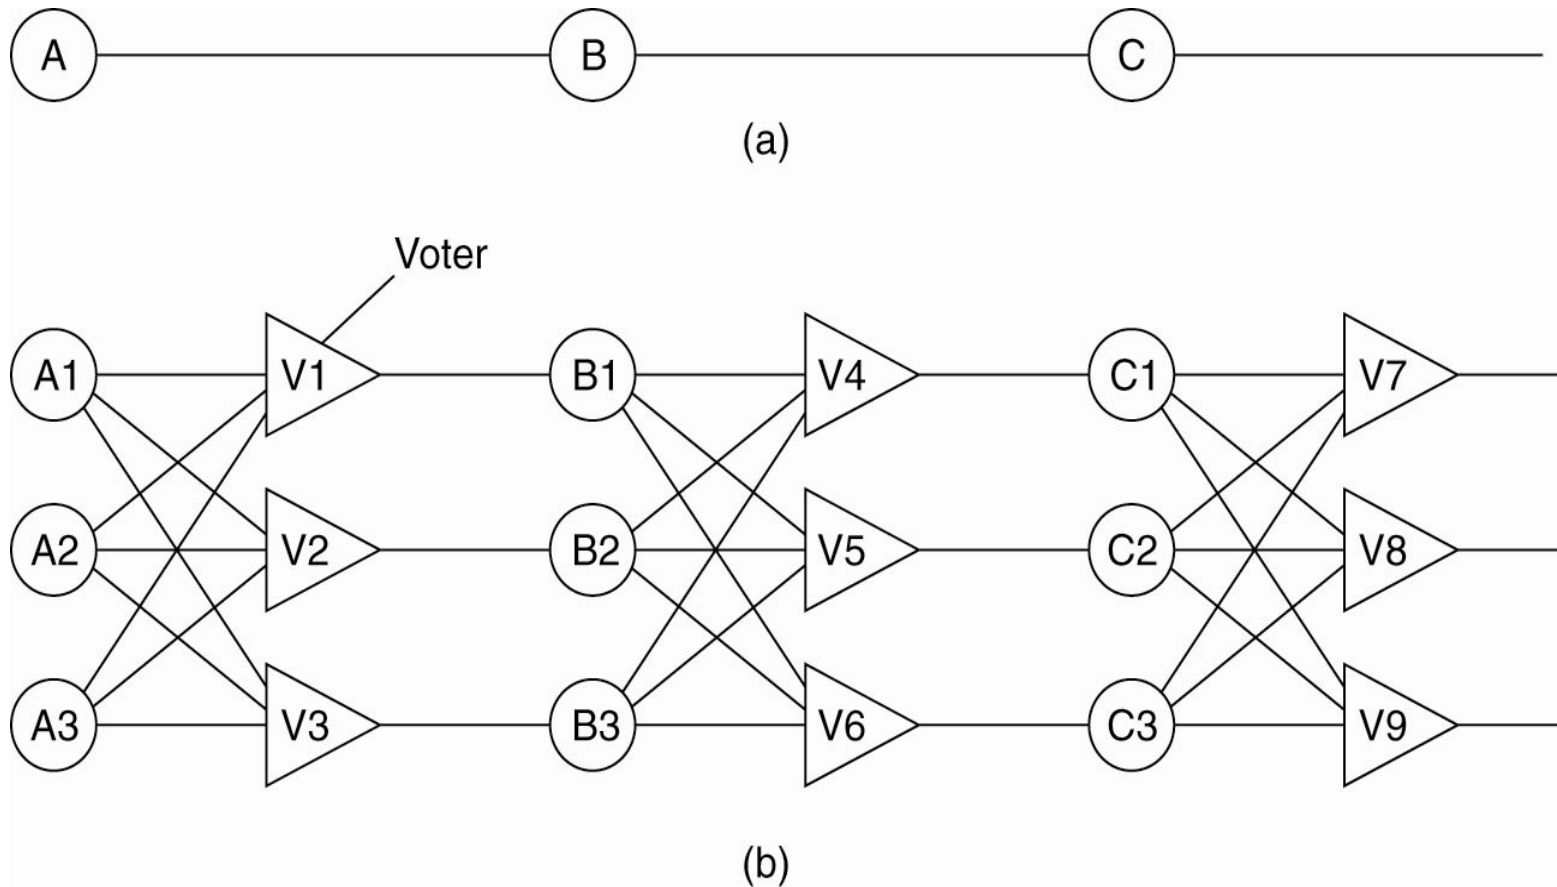 A B C
(a)
Voter
A1 V1 B1 V4 C1 V7
A2 V2 B2 V5 C2 V8
A3 V3 B3 V6 C3 V9
(b)